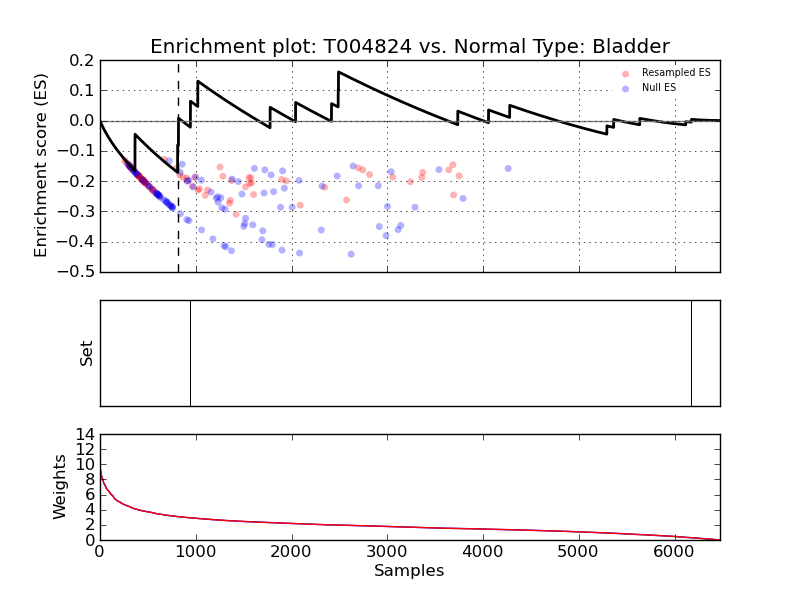 Enrichment plot: T004824 vs. Normal Type: Bladder
Enrichment score (ES)
0.2
0.1
0.0
−0.1
−0.2
−0.3
−0.4
−0.5
Resampled ES
Null ES
Set
Weights
14
12
10
8
6
4
2
0
0 1000 2000 3000 4000 5000 6000
Samples